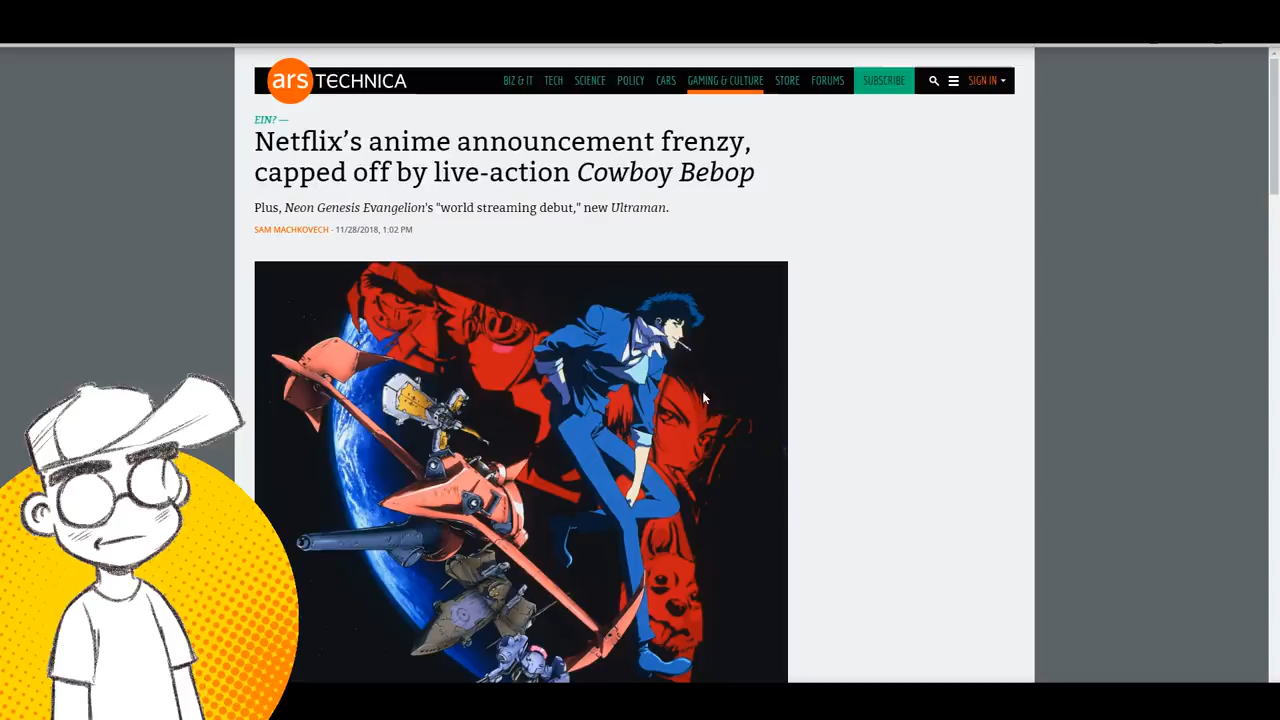 ars TECHNICA
BIZ & IT TECH SCIENCE POLICY CARS GAMING & CULTURE STORE FORUMS SUBSCRIBE SIGN IN
EIN? —
Netflix's anime announcement frenzy,
capped off by live-action Cowboy Bebop
Plus, Neon Genesis Evangelion's "world streaming debut," new Ultraman.
SAM MACHKOVECH - 11/28/2018, 1:02 PM